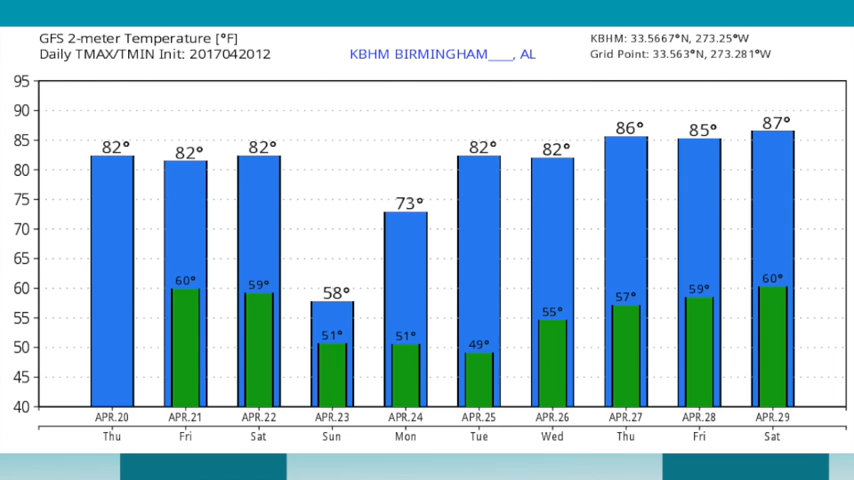 GFS 2-meter Temperature [°F]
Daily TMAX/TMIN Init: 2017042012
KBHM BIRMINGHAM____, AL
KBHM: 33.5667°N, 273.25°W
Grid Point: 33.563°N, 273.281°W
95
90
85
80
75
70
65
60
55
50
45
40
82° 82° 82° 58° 73° 82° 82° 86° 85° 87°
60° 59° 51° 51° 49° 55° 57° 59° 60°
APR.20 APR.21 APR.22 APR.23 APR.24 APR.25 APR.26 APR.27 APR.28 APR.29
Thu Fri Sat Sun Mon Tue Wed Thu Fri Sat